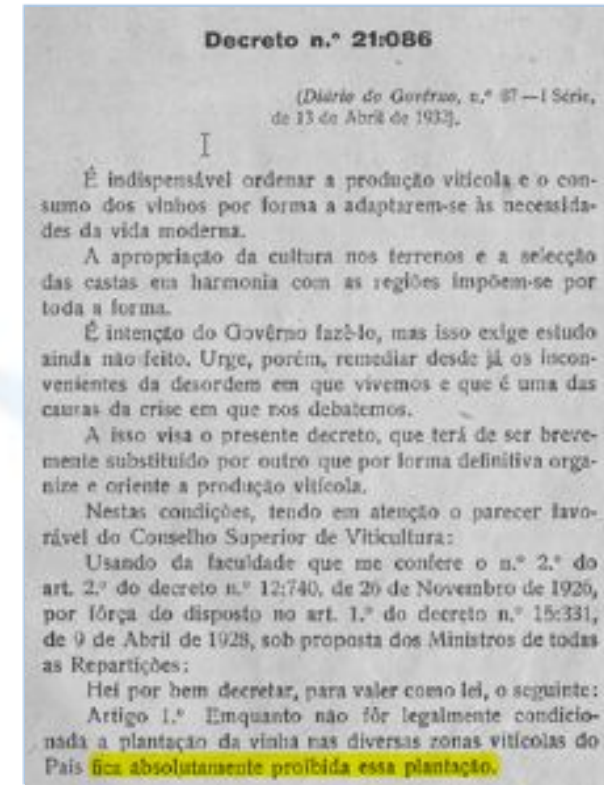 Decreto n.º 21:086
(Diário do Govêrno, n.º 87—I Série,
de 13 de Abril de 1932).
É indispensável ordenar a produção vitícola e o con-
sumo dos vinhos por forma a adaptarem-se às necessida-
des da vida moderna.
A apropriação da cultura nos terrenos e a selecção
das castas em harmonia com as regiões impõem-se por
toda a forma.
É intenção do Govêrno fazê-lo, mas isso exige estudo
ainda não feito. Urge, porém, remediar desde já os incon-
venientes da desordem em que vivemos e que é uma das
causas da crise em que nos debatemos.
A isso visa o presente decreto, que terá de ser breve-
mente substituído por outro que por forma definitiva orga-
nize e oriente a produção vitícola.
Nestas condições, tendo em atenção o parecer favo-
rável do Conselho Superior de Viticultura:
Usando da faculdade que me confere o n.º 2.º do
art. 2.º do decreto n.º 12:740, de 26 de Novembro de 1926,
por fôrça do disposto no art. 1.º do decreto n.º 15:331,
de 9 de Abril de 1928, sob proposta dos Ministros de todas
as Repartições:
Hei por bem decretar, para valer como lei, o seguinte:
Artigo 1.º Emquanto não fôr legalmente condicio-
nada a plantação da vinha nas diversas zonas vitícolas do
País fica absolutamente proïbida essa plantação.